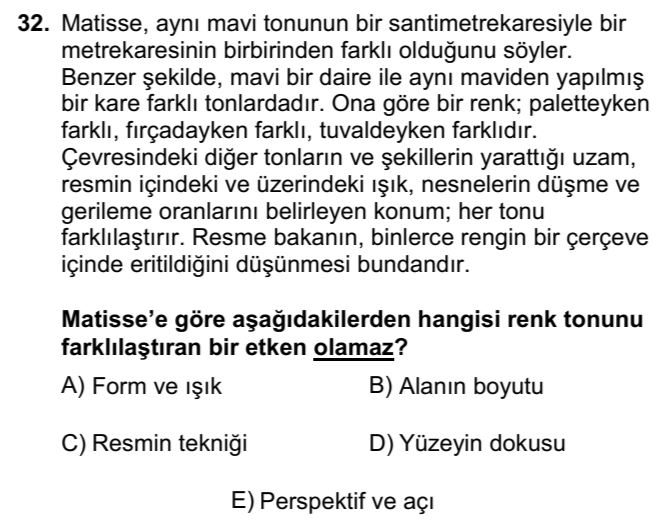 32. Matisse, aynı mavi tonunun bir santimetrekaresiyle bir
metrekaresinin birbirinden farklı olduğunu söyler.
Benzer şekilde, mavi bir daire ile aynı maviden yapılmış
bir kare farklı tonlardadır. Ona göre bir renk; paletteyken
farklı, fırçadayken farklı, tuvaldeyken farklıdır.
Çevresindeki diğer tonların ve şekillerin yarattığı uzam,
resmin içindeki ve üzerindeki ışık, nesnelerin düşme ve
gerileme oranlarını belirleyen konum; her tonu
farklılaştırır. Resme bakanın, binlerce rengin bir çerçeve
içinde eritildiğini düşünmesi bundandır.
Matisse’e göre aşağıdakilerden hangisi renk tonunu
farklılaştıran bir etken olamaz?
A) Form ve ışık B) Alanın boyutu
C) Resmin tekniği D) Yüzeyin dokusu
E) Perspektif ve açı